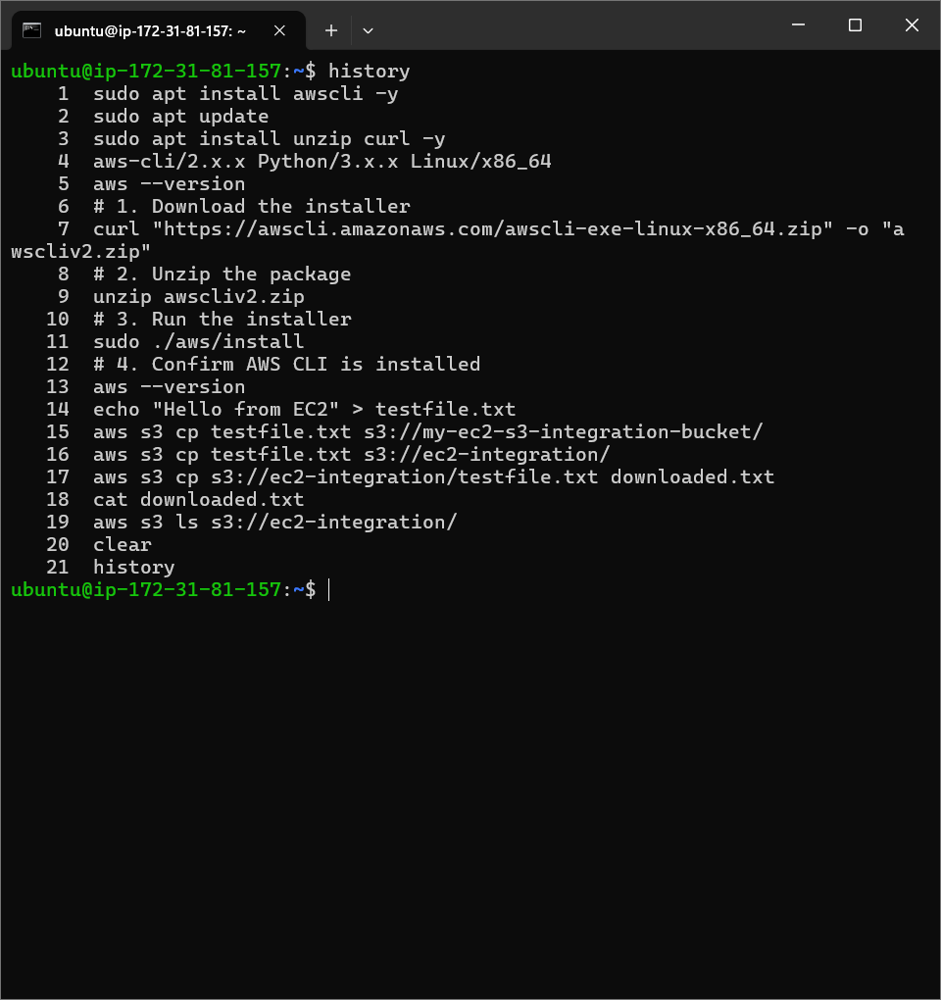 ubuntu@ip-172-31-81-157: ~
ubuntu@ip-172-31-81-157:~$ history
    1  sudo apt install awscli -y
    2  sudo apt update
    3  sudo apt install unzip curl -y
    4  aws-cli/2.x.x Python/3.x.x Linux/x86_64
    5  aws --version
    6  # 1. Download the installer
    7  curl "https://awscli.amazonaws.com/awscli-exe-linux-x86_64.zip" -o "a
wscliv2.zip"
    8  # 2. Unzip the package
    9  unzip awscliv2.zip
   10  # 3. Run the installer
   11  sudo ./aws/install
   12  # 4. Confirm AWS CLI is installed
   13  aws --version
   14  echo "Hello from EC2" > testfile.txt
   15  aws s3 cp testfile.txt s3://my-ec2-s3-integration-bucket/
   16  aws s3 cp testfile.txt s3://ec2-integration/
   17  aws s3 cp s3://ec2-integration/testfile.txt downloaded.txt
   18  cat downloaded.txt
   19  aws s3 ls s3://ec2-integration/
   20  clear
   21  history
ubuntu@ip-172-31-81-157:~$